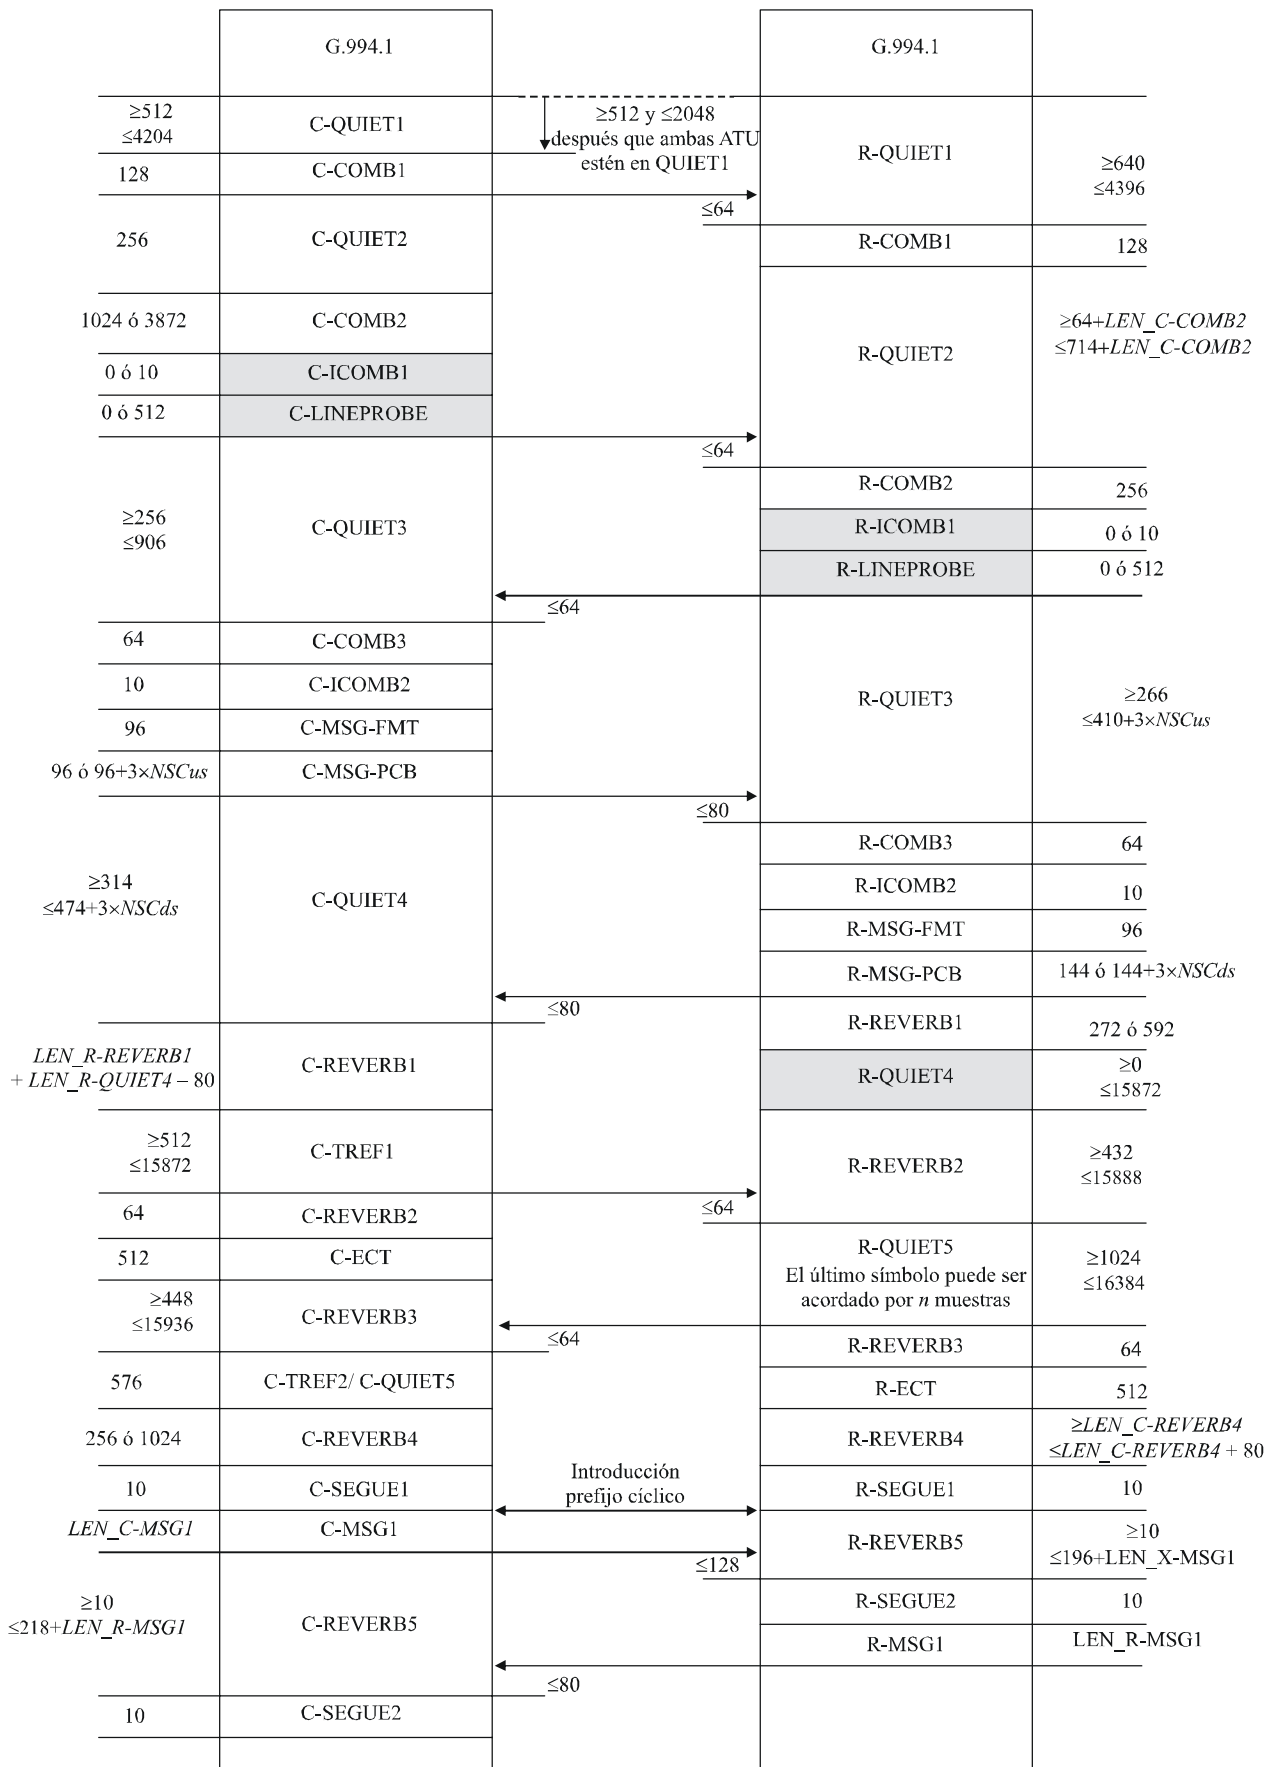 G.994.1
G.994.1
≥512
≤4204
C-QUIET1
≥512 y ≤2048
después que ambas ATU
estén en QUIET1
R-QUIET1
≥640
≤4396
128
C-COMB1
≤64
256
C-QUIET2
R-COMB1
128
1024 ó 3872
C-COMB2
R-QUIET2
≥64+LEN_C-COMB2
≤714+LEN_C-COMB2
0 ó 10
C-ICOMB1
0 ó 512
C-LINEPROBE
≤64
R-COMB2
256
≥256
≤906
C-QUIET3
R-ICOMB1
0 ó 10
R-LINEPROBE
0 ó 512
≤64
64
C-COMB3
10
C-ICOMB2
R-QUIET3
≥266
≤410+3×NSCus
96
C-MSG-FMT
96 ó 96+3×NSCus
C-MSG-PCB
≤80
R-COMB3
64
≥314
≤474+3×NSCds
C-QUIET4
R-ICOMB2
10
R-MSG-FMT
96
R-MSG-PCB
144 ó 144+3×NSCds
≤80
R-REVERB1
272 ó 592
LEN_R-REVERB1
+ LEN_R-QUIET4 – 80
C-REVERB1
R-QUIET4
≥0
≤15872
≥512
≤15872
C-TREF1
R-REVERB2
≥432
≤15888
≤64
64
C-REVERB2
512
C-ECT
R-QUIET5
El último símbolo puede ser
acordado por n muestras
≥1024
≤16384
≥448
≤15936
C-REVERB3
≤64
R-REVERB3
64
576
C-TREF2/ C-QUIET5
R-ECT
512
256 ó 1024
C-REVERB4
R-REVERB4
≥LEN_C-REVERB4
≤LEN_C-REVERB4 + 80
10
C-SEGUE1
Introducción
prefijo cíclico
R-SEGUE1
10
LEN_C-MSG1
C-MSG1
R-REVERB5
≥10
≤196+LEN_X-MSG1
≤128
≥10
≤218+LEN_R-MSG1
C-REVERB5
R-SEGUE2
10
R-MSG1
LEN_R-MSG1
≤80
10
C-SEGUE2